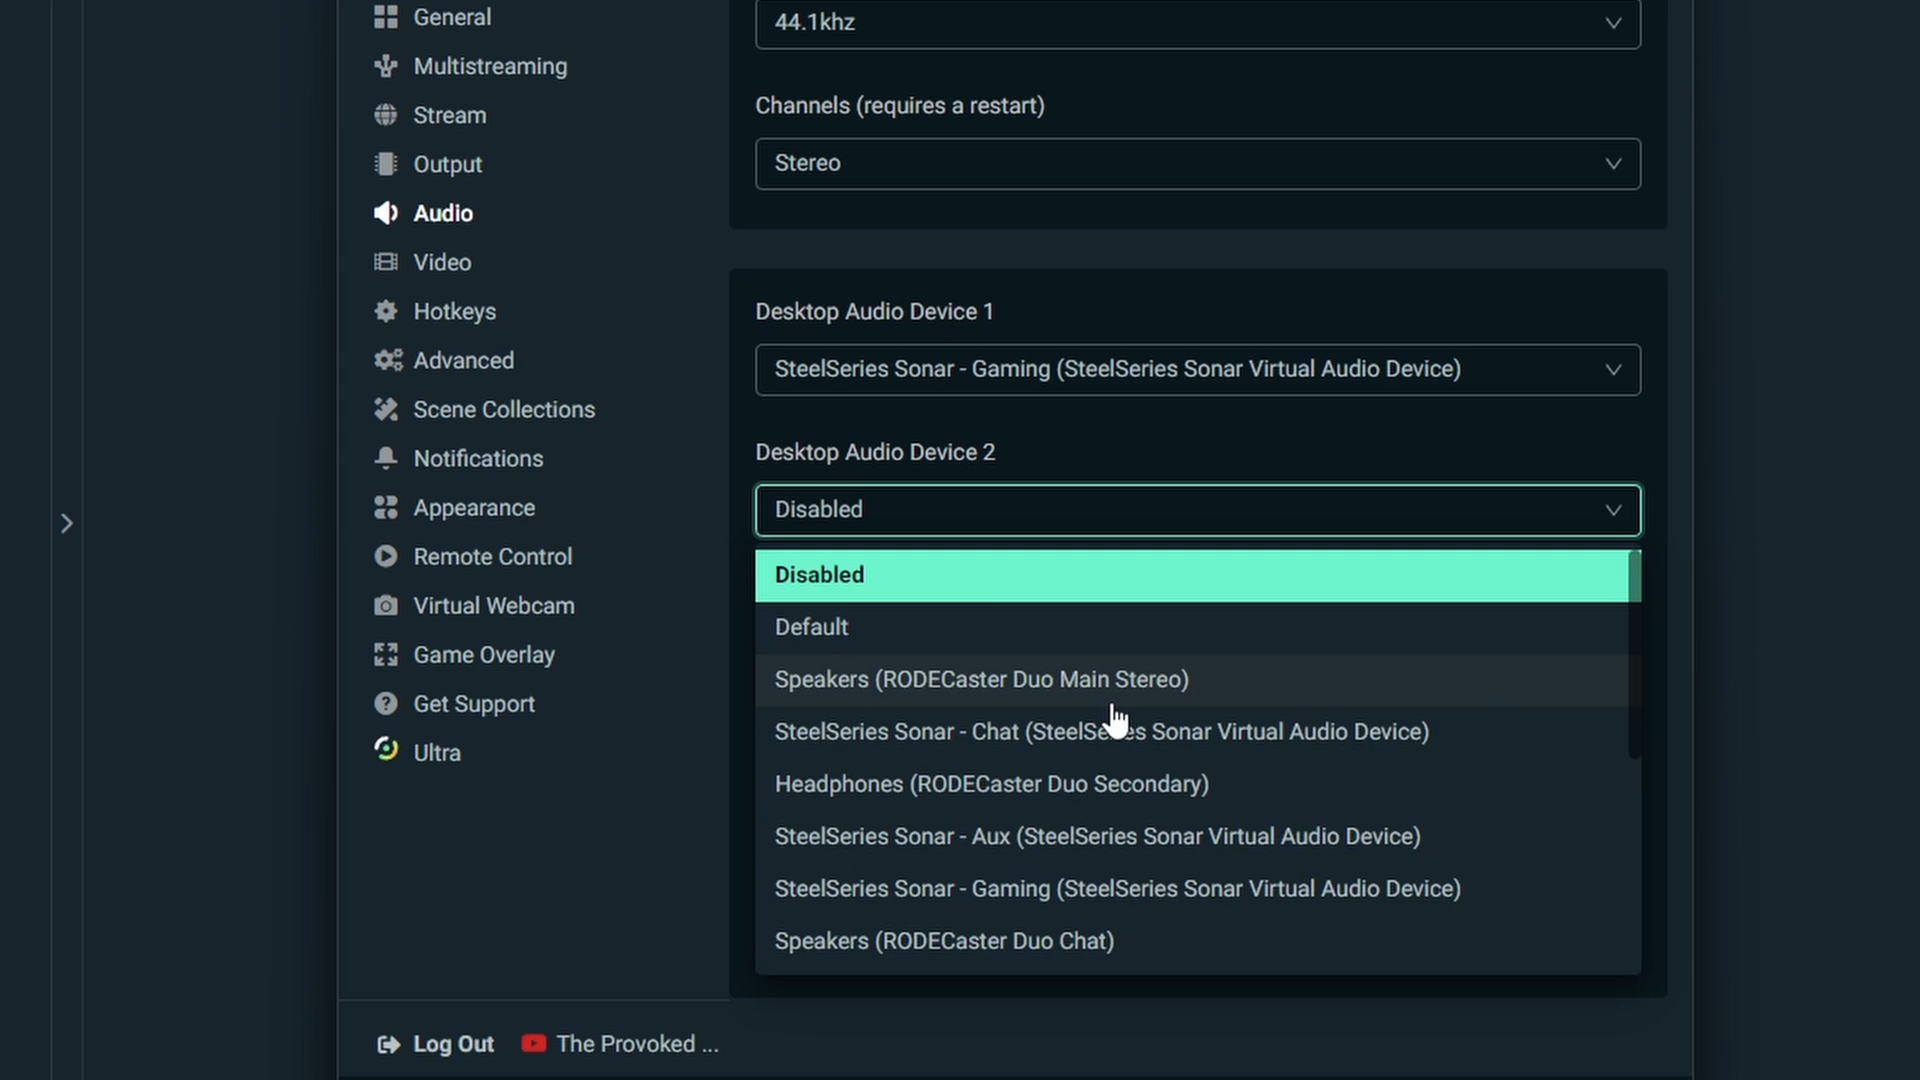 General
Multistreaming
Stream
Output
Audio
Video
Hotkeys
Advanced
Scene Collections
Notifications
Appearance
Remote Control
Virtual Webcam
Game Overlay
Get Support
Ultra
Log Out
The Provoked ...
44.1khz
Channels (requires a restart)
Stereo
Desktop Audio Device 1
SteelSeries Sonar - Gaming (SteelSeries Sonar Virtual Audio Device)
Desktop Audio Device 2
Disabled
Disabled
Default
Speakers (RODECaster Duo Main Stereo)
SteelSeries Sonar - Chat (SteelSeries Sonar Virtual Audio Device)
Headphones (RODECaster Duo Secondary)
SteelSeries Sonar - Aux (SteelSeries Sonar Virtual Audio Device)
SteelSeries Sonar - Gaming (SteelSeries Sonar Virtual Audio Device)
Speakers (RODECaster Duo Chat)